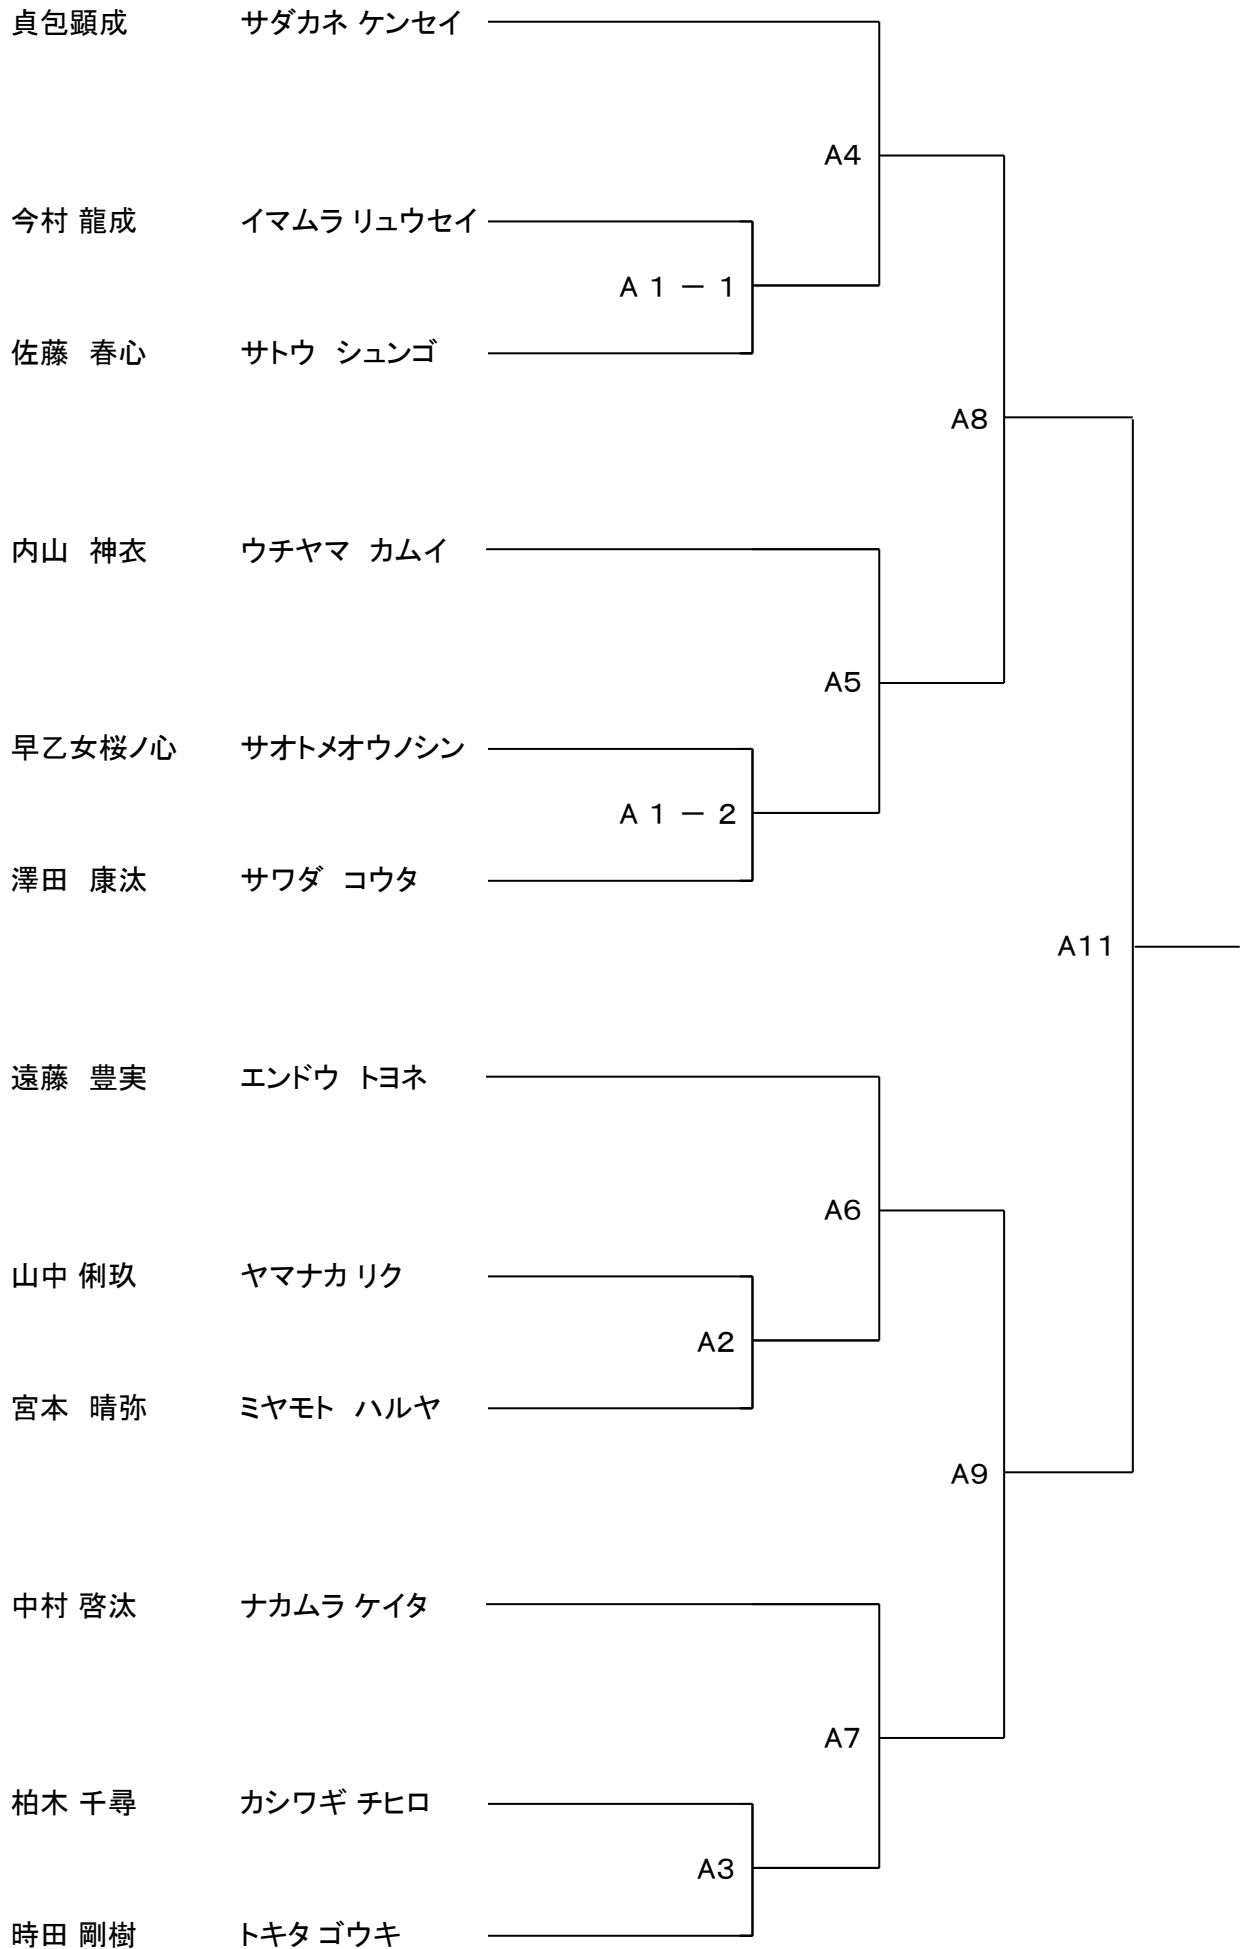 貞包顕成 サダカネ ケンセイ
A4
今村 龍成 イマムラ リュウセイ
A 1 － 1
佐藤　春心 サトウ　シュンゴ
A8
内山　神衣 ウチヤマ　カムイ
A5
早乙女桜ノ心 サオトメオウノシン
A 1 － 2
澤田　康汰 サワダ　コウタ
A11
遠藤　豊実 エンドウ　トヨネ
A6
山中 俐玖 ヤマナカ リク
A2
宮本　晴弥 ミヤモト　ハルヤ
A9
中村 啓汰 ナカムラ ケイタ
A7
柏木 千尋 カシワギ チヒロ
A3
時田 剛樹 トキタ ゴウキ